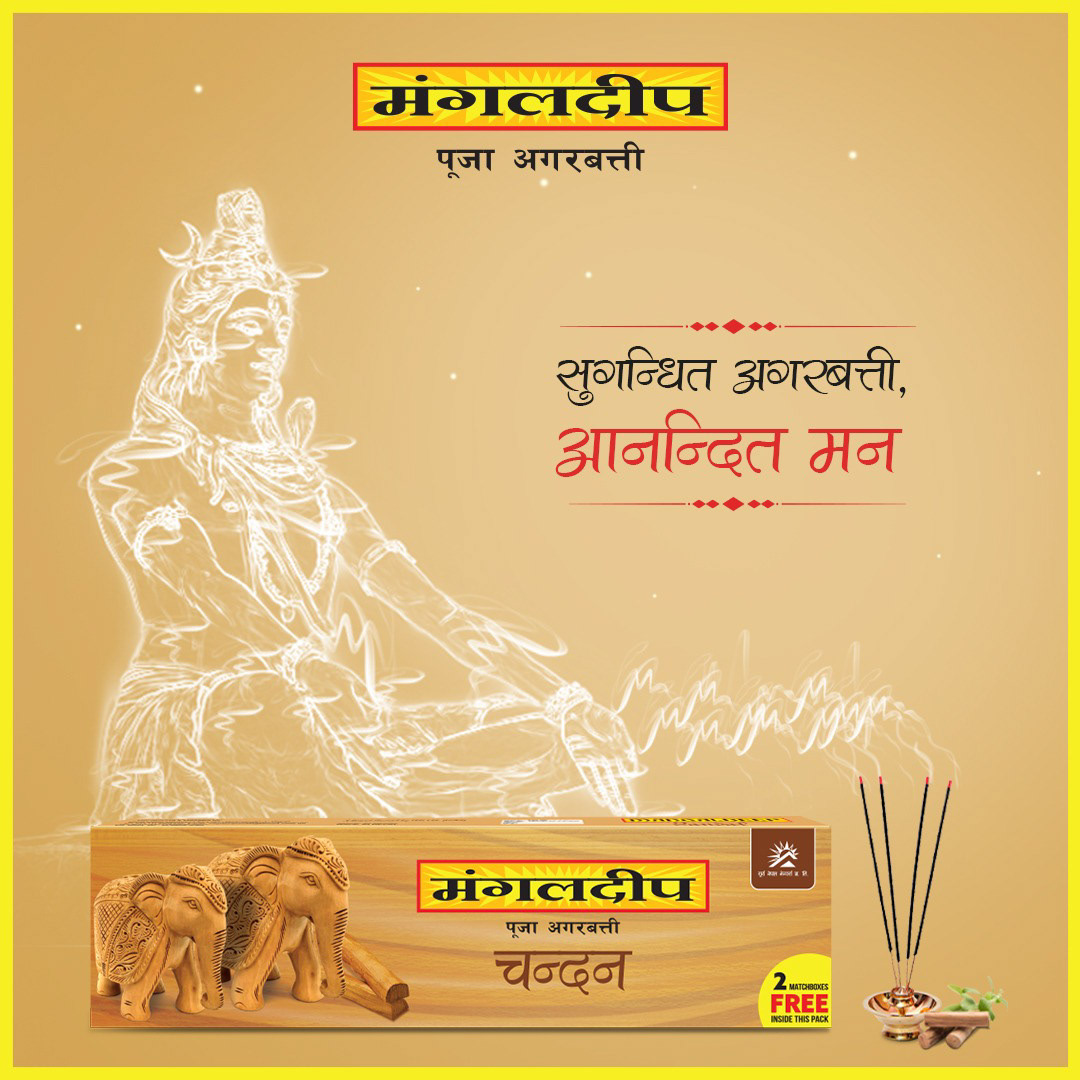 मंगलदीप
पूजा अगरबत्ती
सुगन्धित अगरबत्ती,
आनन्दित मन
मंगलदीप
पूजा अगरबत्ती
चन्दन
2 MATCHBOXES
FREE
INSIDE THIS PACK